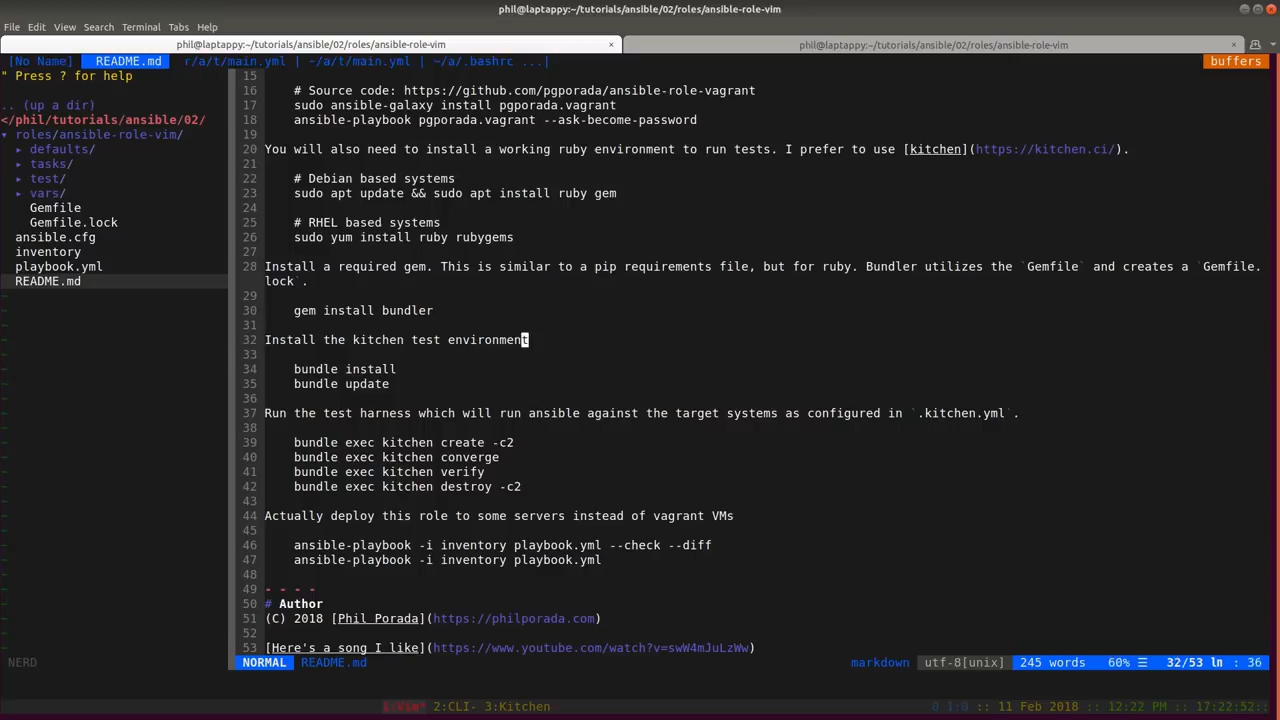 phil@laptappy:~/tutorials/ansible/02/roles/ansible-role-vim
File Edit View Search Terminal Tabs Help
phil@laptappy:~/tutorials/ansible/02/roles/ansible-role-vim × phil@laptappy:~/tutorials/ansible/02/roles/ansible-role-vim ×
[No Name] README.md r/a/t/main.yml | ~/a/t/main.yml | ~/a/.bashrc ...| buffers
" Press ? for help
.. (up a dir)
</phil/tutorials/ansible/02/
▾ roles/ansible-role-vim/
▸ defaults/
▸ tasks/
▸ test/
▸ vars/
Gemfile
Gemfile.lock
ansible.cfg
inventory
playbook.yml
README.md
15
16 # Source code: https://github.com/pgporada/ansible-role-vagrant
17 sudo ansible-galaxy install pgporada.vagrant
18 ansible-playbook pgporada.vagrant --ask-become-password
19
20 You will also need to install a working ruby environment to run tests. I prefer to use [kitchen](https://kitchen.ci/).
21
22 # Debian based systems
23 sudo apt update && sudo apt install ruby gem
24
25 # RHEL based systems
26 sudo yum install ruby rubygems
27
28 Install a required gem. This is similar to a pip requirements file, but for ruby. Bundler utilizes the `Gemfile` and creates a `Gemfile.
lock`.
29
30 gem install bundler
31
32 Install the kitchen test environment
33
34 bundle install
35 bundle update
36
37 Run the test harness which will run ansible against the target systems as configured in `.kitchen.yml`.
38
39 bundle exec kitchen create -c2
40 bundle exec kitchen converge
41 bundle exec kitchen verify
42 bundle exec kitchen destroy -c2
43
44 Actually deploy this role to some servers instead of vagrant VMs
45
46 ansible-playbook -i inventory playbook.yml --check --diff
47 ansible-playbook -i inventory playbook.yml
48
49 - - - -
50 # Author
51 (C) 2018 [Phil Porada](https://philporada.com)
52
53 [Here's a song I like](https://www.youtube.com/watch?v=swW4mJuLzWw)
NERD NORMAL README.md markdown utf-8[unix] 245 words 60% ☰ 32/53 ln : 36
1:Vim* 2:CLI- 3:Kitchen 0 1:0 :: 11 Feb 2018 :: 12:22 PM :: 17:22:52::